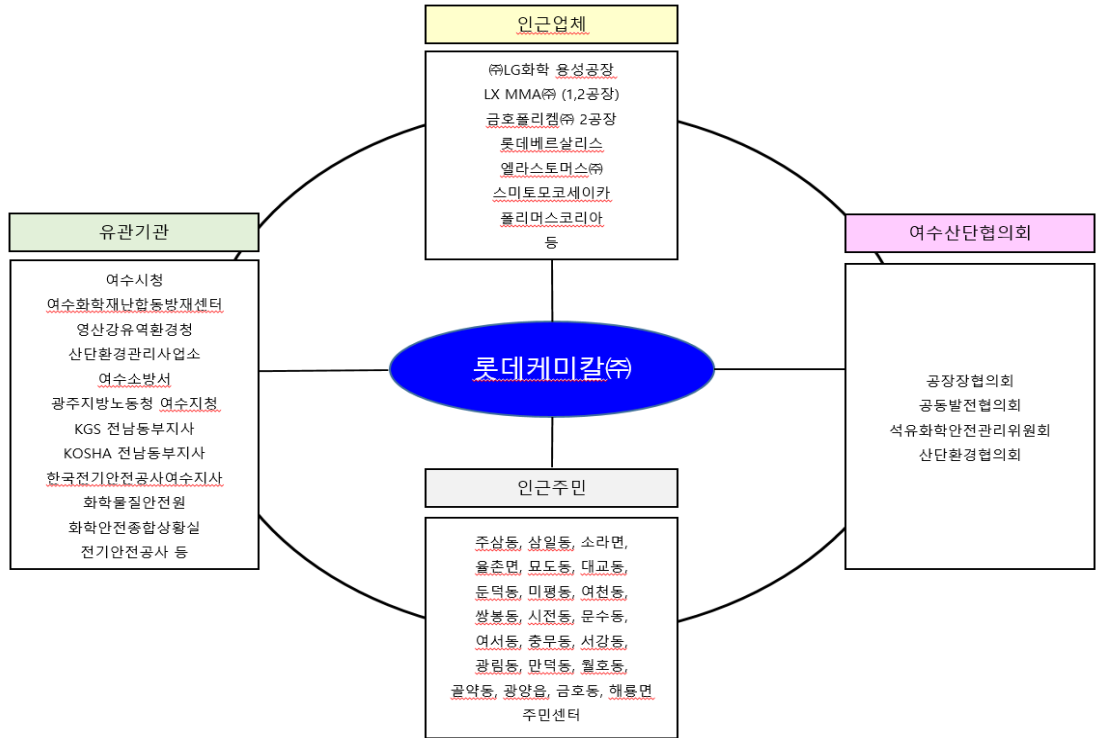 인근업체
㈜LG화학 용성공장
LX MMA㈜ (1,2공장)
금호폴리켐㈜ 2공장
롯데베르살리스
엘라스토머스㈜
스미토모코세이카
폴리머스코리아
등
유관기관
여수시청
여수화학재난합동방재센터
영산강유역환경청
산단환경관리사업소
여수소방서
광주지방노동청 여수지청
KGS 전남동부지사
KOSHA 전남동부지사
한국전기안전공사여수지사
화학물질안전원
화학안전종합상황실
전기안전공사 등
롯데케미칼㈜
여수산단협의회
공장장협의회
공동발전협의회
석유화학안전관리위원회
산단환경협의회
인근주민
주삼동, 삼일동, 소라면,
율촌면, 묘도동, 대교동,
둔덕동, 미평동, 여천동,
쌍봉동, 시전동, 문수동,
여서동, 충무동, 서강동,
광림동, 만덕동, 월호동,
골약동, 광양읍, 금호동, 해룡면
주민센터